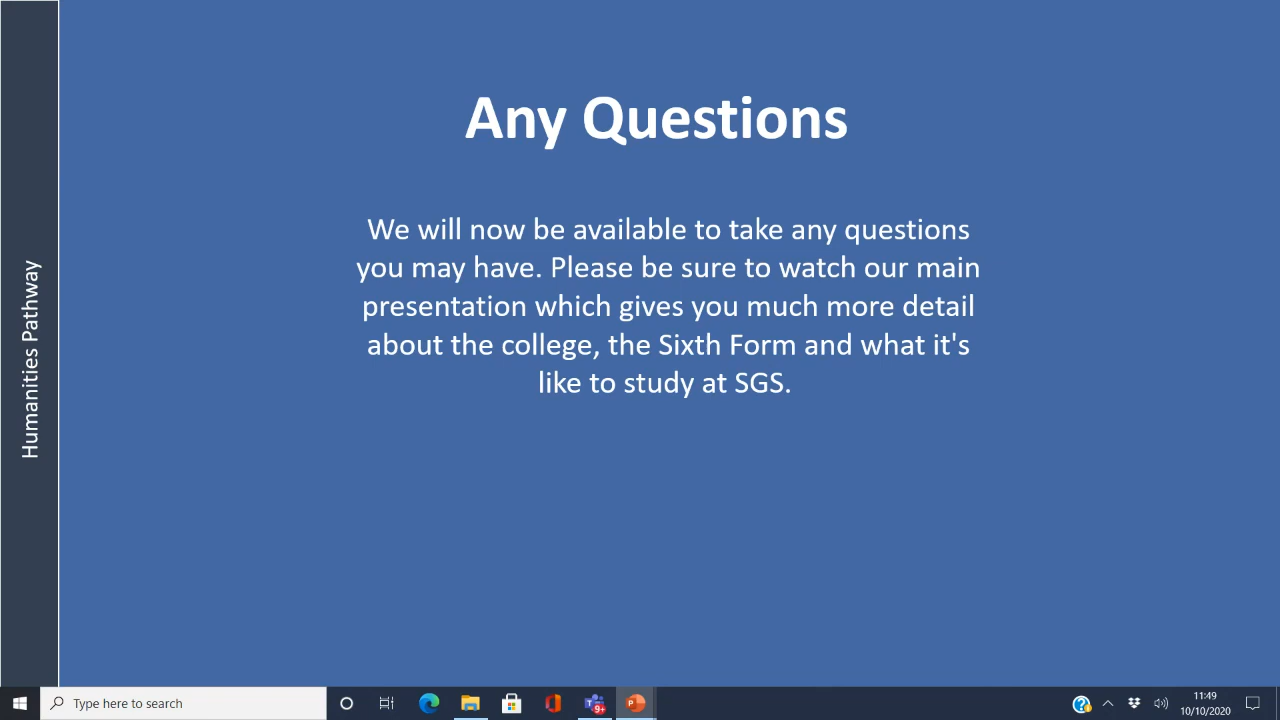 Any Questions
We will now be available to take any questions
you may have. Please be sure to watch our main
presentation which gives you much more detail
about the college, the Sixth Form and what it's
like to study at SGS.
Humanities Pathway
Type here to search
9+
P
11:49
10/10/2020